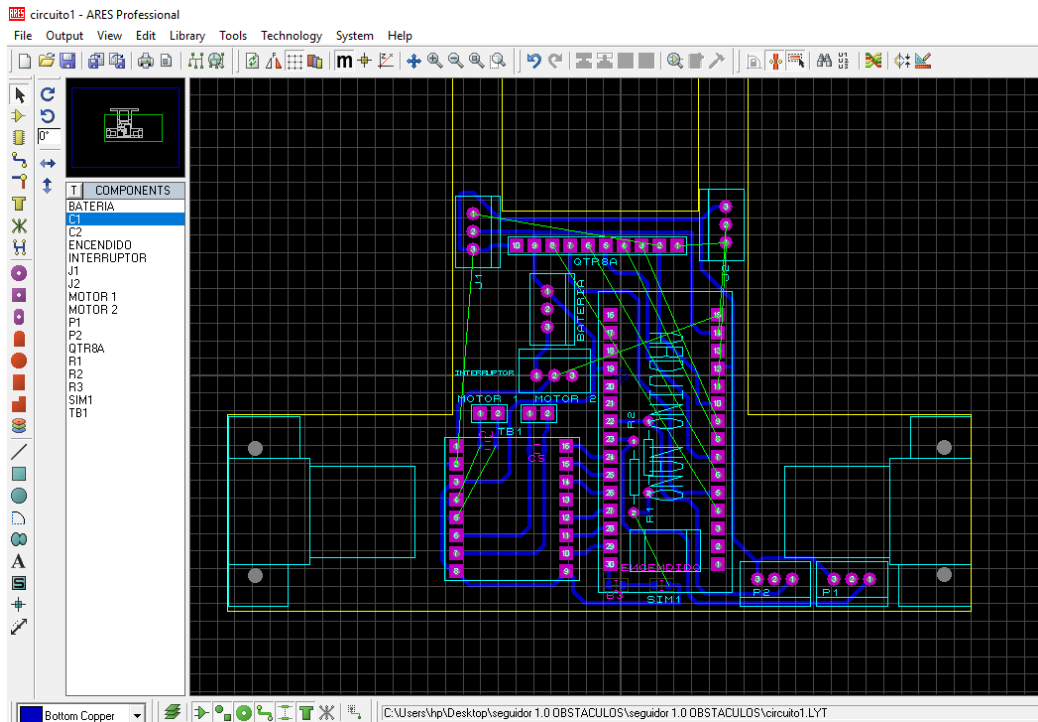 circuito1 - ARES Professional
File Output View Edit Library Tools Technology System Help
0°
T COMPONENTS
BATERIA
C1
C2
ENCENDIDO
INTERRUPTOR
J1
J2
MOTOR 1
MOTOR 2
P1
P2
QTR8A
R1
R2
R3
SIM1
TB1
J1
QTR8A
J2
BATERIA
INTERRUPTOR
MOTOR 1 MOTOR 2
TB1
R2
R1
ENCENDIDO
R3
SIM1
P2
P1
Bottom Copper
C:\Users\hp\Desktop\seguidor 1.0 OBSTACULOS\seguidor 1.0 OBSTACULOS\circuito1.LYT